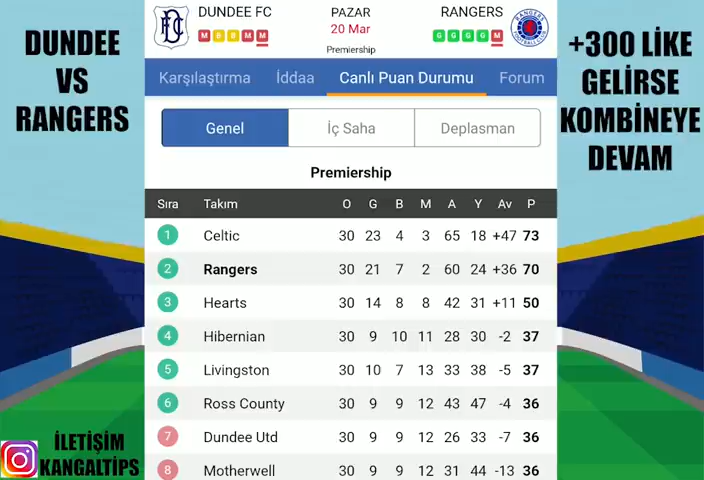 DUNDEE
VS
RANGERS
DUNDEE FC
M B B M M
PAZAR
20 Mar
Premiership
RANGERS
G G G G M
+300 LİKE
GELİRSE
KOMBİNEYE
DEVAM
Karşılaştırma İddaa Canlı Puan Durumu Forum
Genel İç Saha Deplasman
Premiership
Sıra Takım O G B M A Y Av P
1 Celtic 30 23 4 3 65 18 +47 73
2 Rangers 30 21 7 2 60 24 +36 70
3 Hearts 30 14 8 8 42 31 +11 50
4 Hibernian 30 9 10 11 28 30 -2 37
5 Livingston 30 10 7 13 33 38 -5 37
6 Ross County 30 9 9 12 43 47 -4 36
7 Dundee Utd 30 9 9 12 26 33 -7 36
8 Motherwell 30 9 9 12 31 44 -13 36
İLETİŞİM
KANGALTİPS